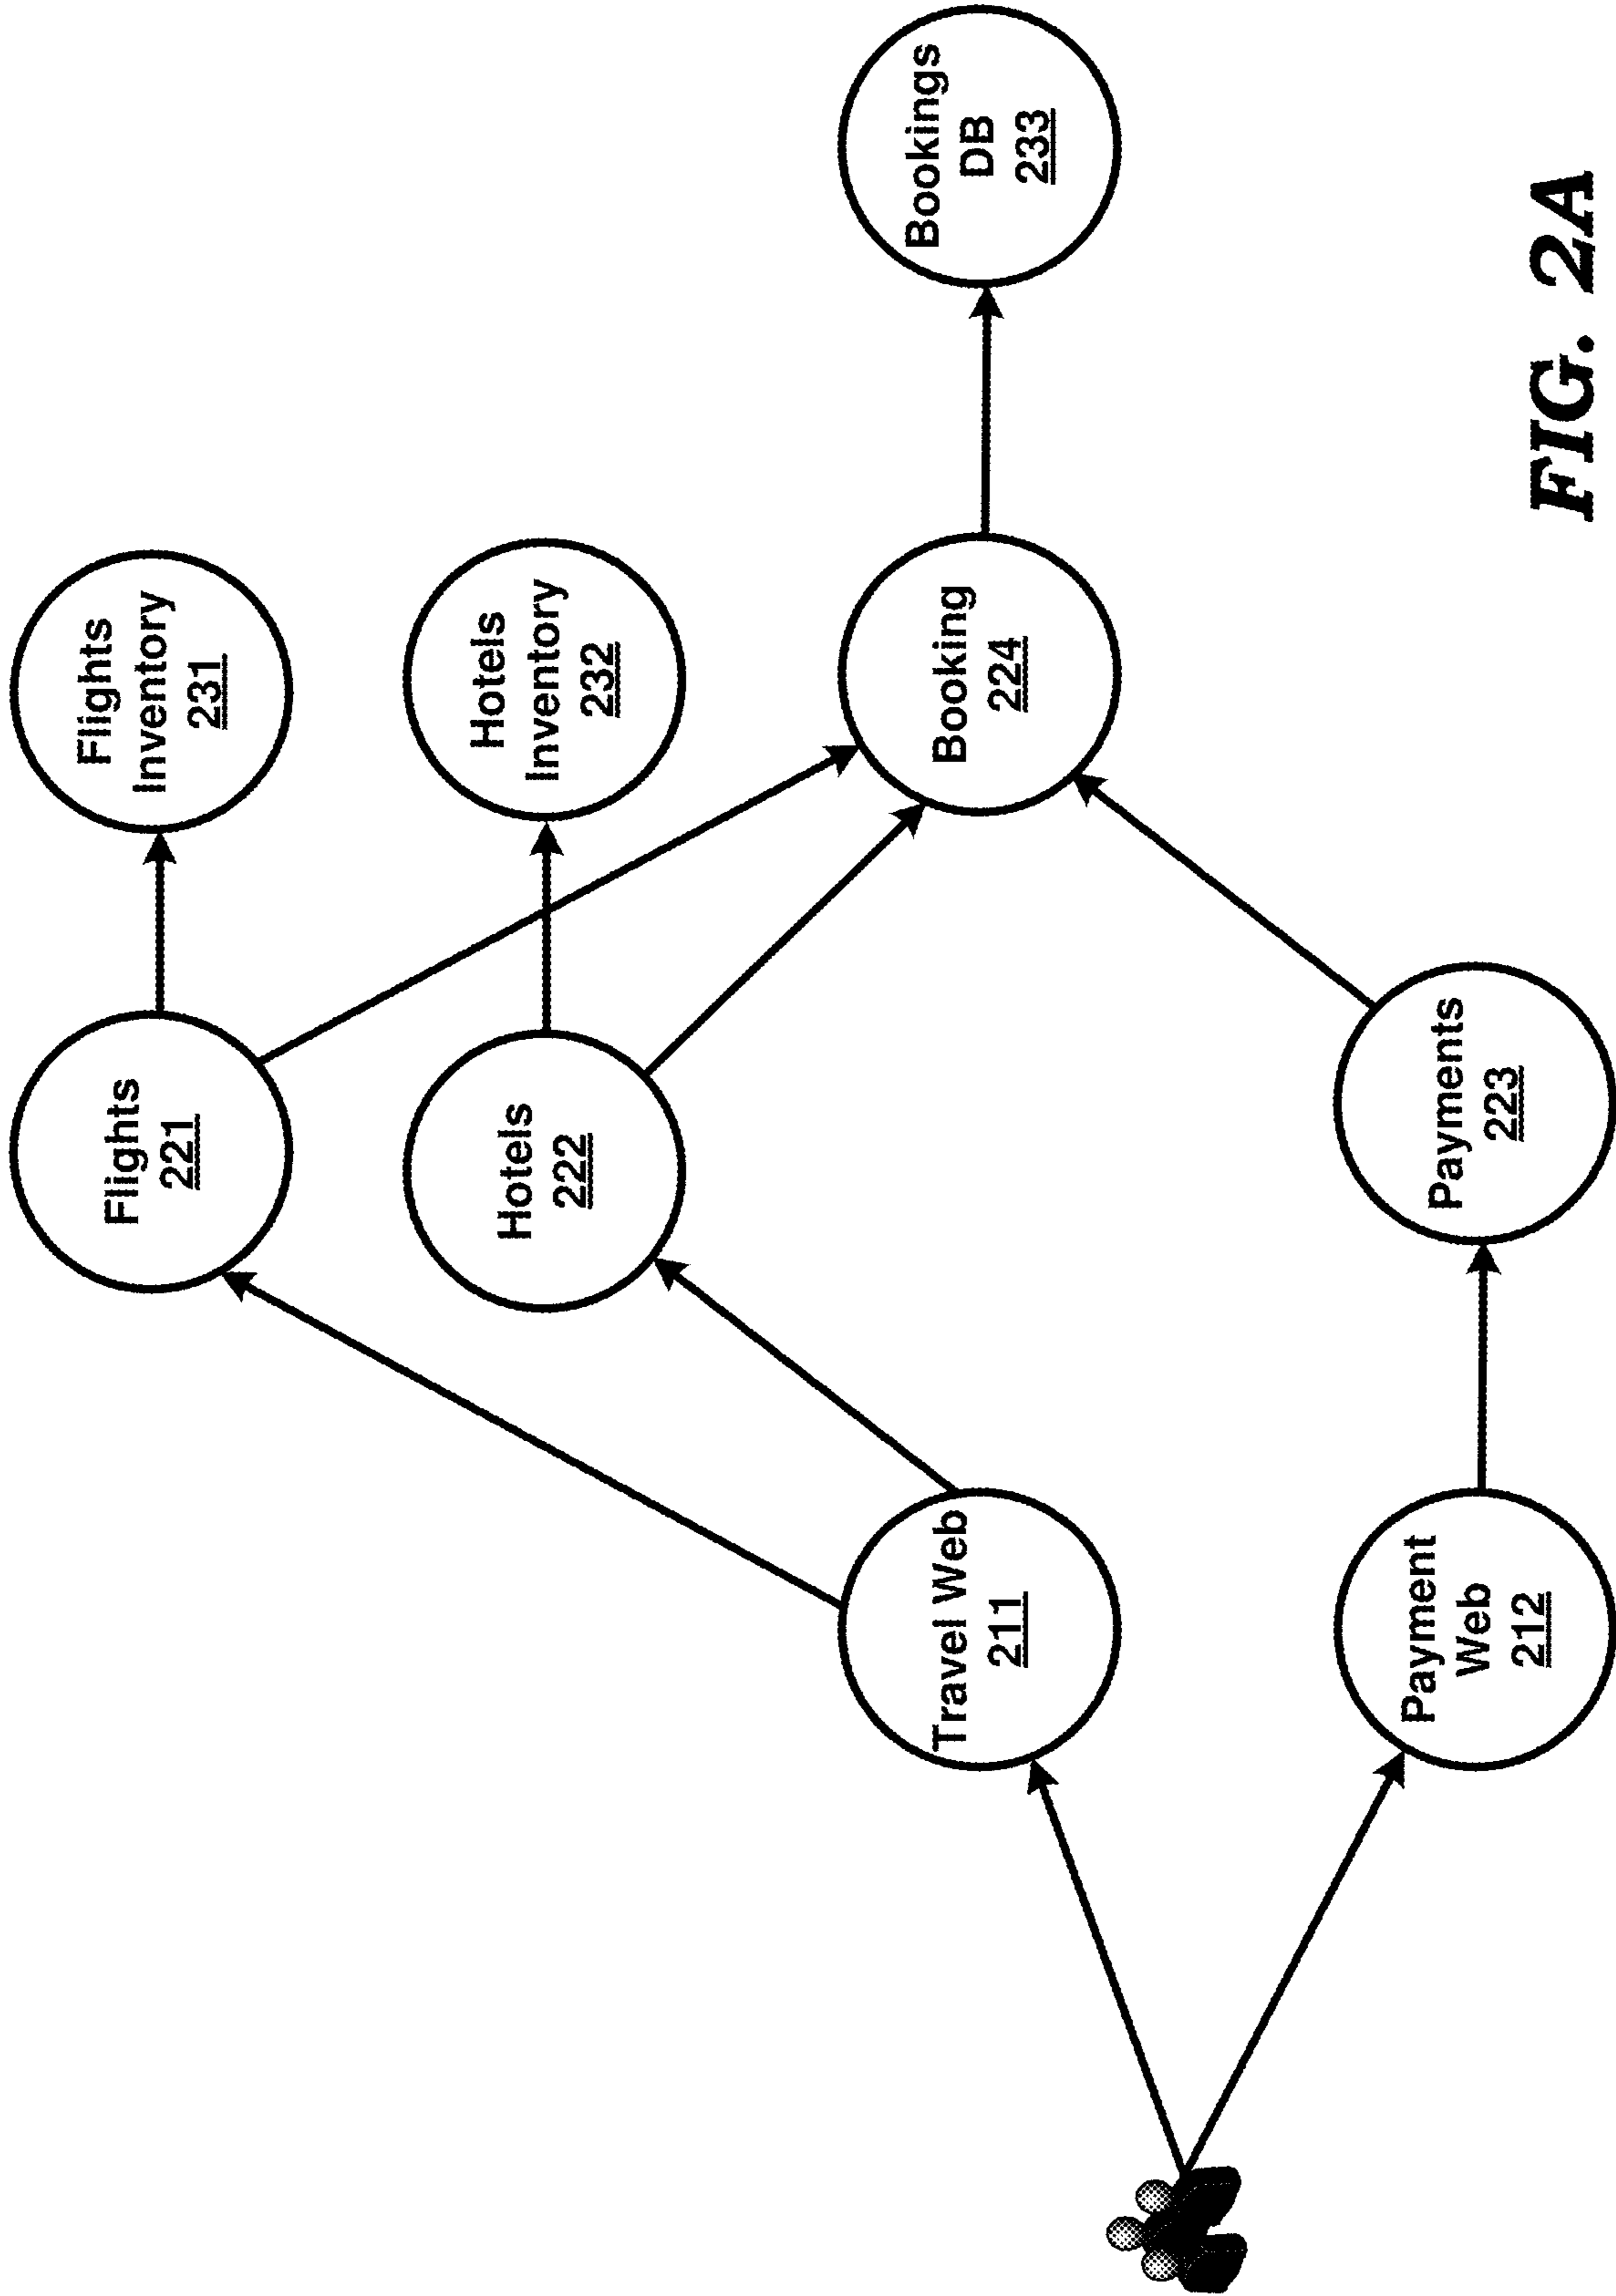 Flights
Inventory
231
Flights
221
Hotels
Inventory
232
Hotels
222
Bookings
DB
233
Booking
224
Travel Web
211
Payments
223
Payment
Web
212
FIG. 2A